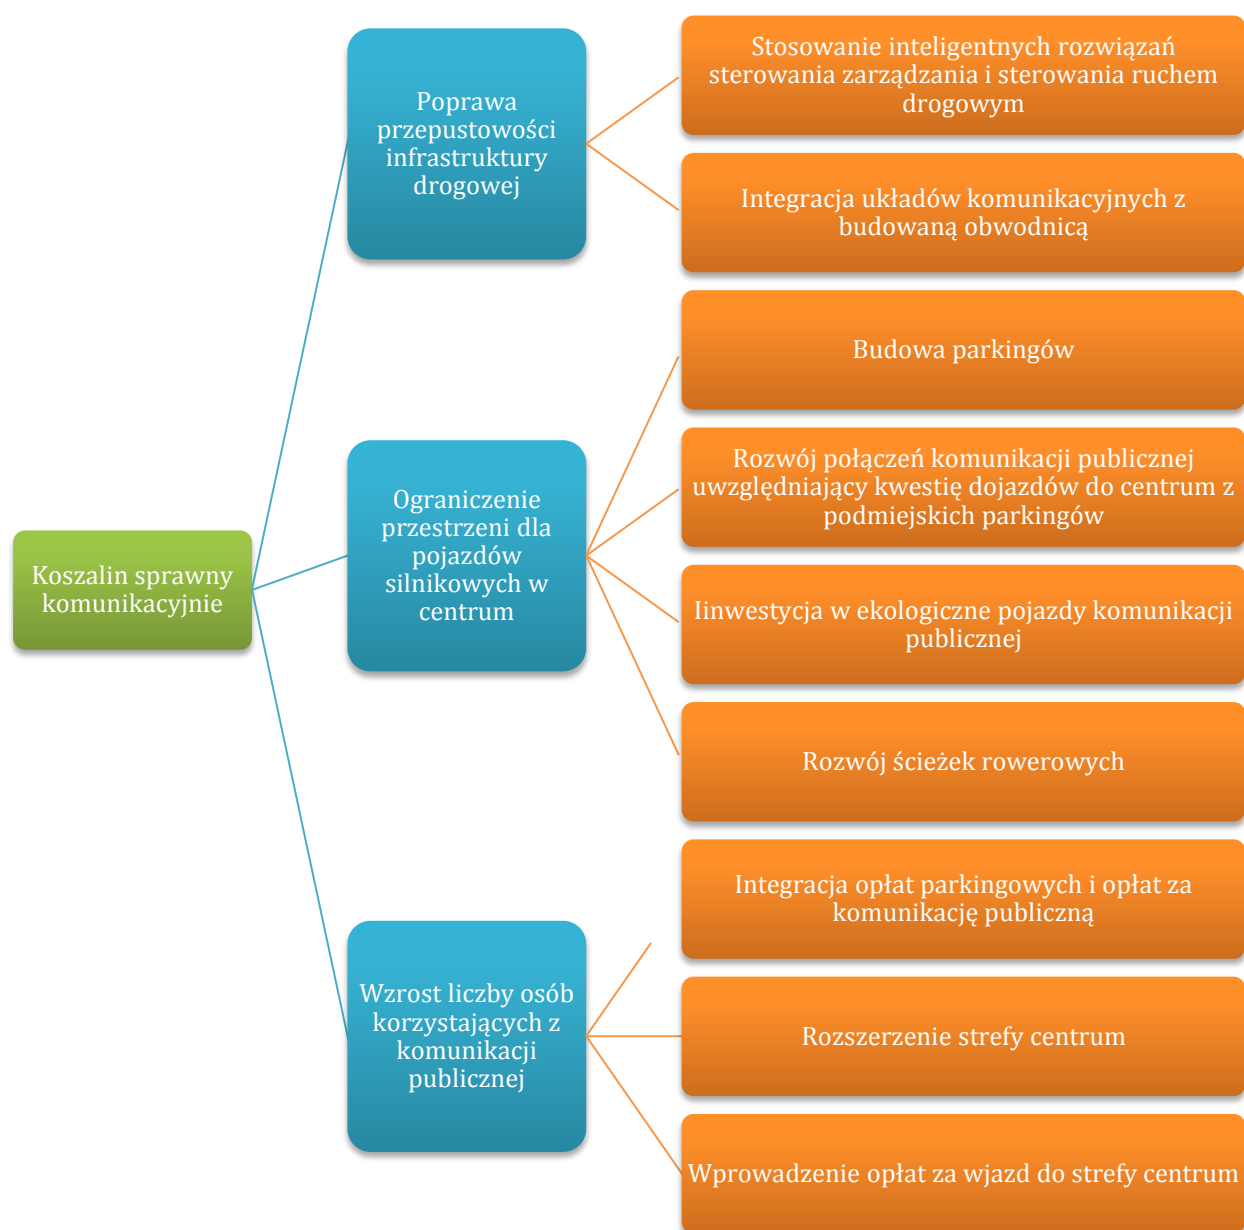 Koszalin sprawny
komunikacyjnie
Poprawa
przepustowości
infrastruktury
drogowej
Stosowanie inteligentnych rozwiązań
sterowania zarządzania i sterowania ruchem
drogowym
Integracja układów komunikacyjnych z
budowaną obwodnicą
Ograniczenie
przestrzeni dla
pojazdów
silnikowych w
centrum
Budowa parkingów
Rozwój połączeń komunikacji publicznej
uwzględniający kwestię dojazdów do centrum z
podmiejskich parkingów
Iinwestycja w ekologiczne pojazdy komunikacji
publicznej
Rozwój ścieżek rowerowych
Wzrost liczby osób
korzystających z
komunikacji
publicznej
Integracja opłat parkingowych i opłat za
komunikację publiczną
Rozszerzenie strefy centrum
Wprowadzenie opłat za wjazd do strefy centrum